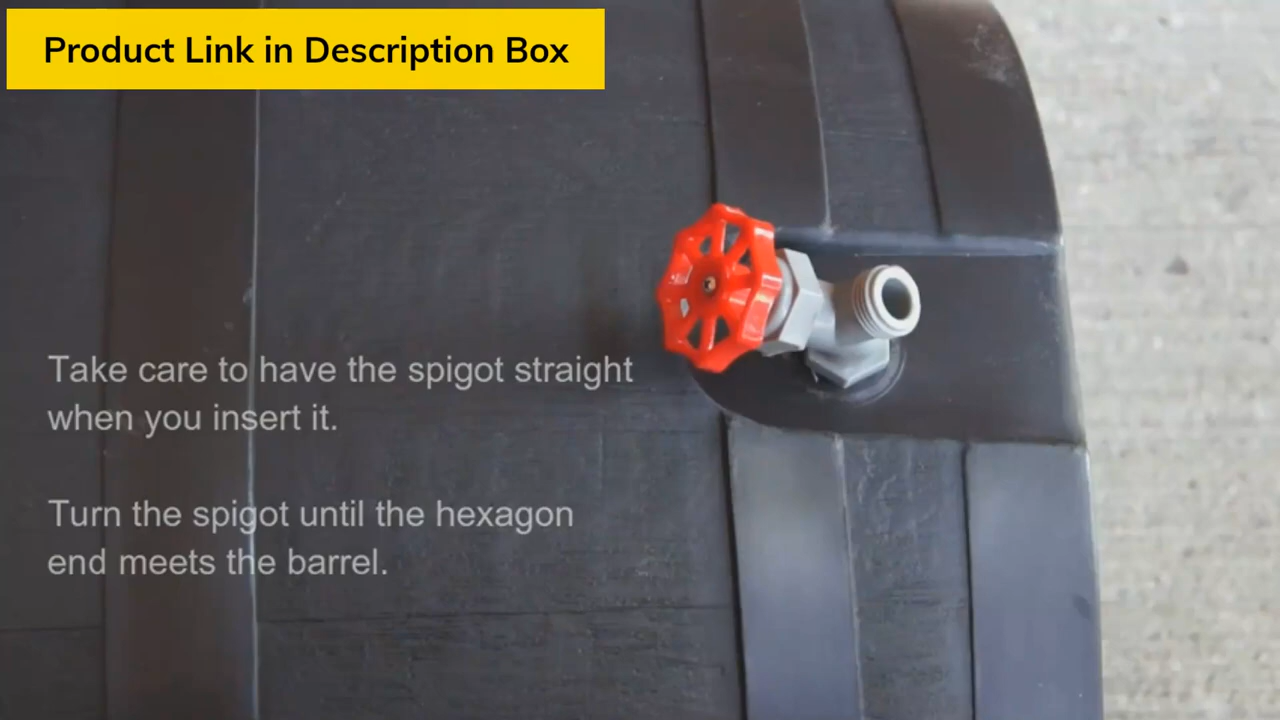 Product Link in Description Box
Take care to have the spigot straight
when you insert it.
Turn the spigot until the hexagon
end meets the barrel.